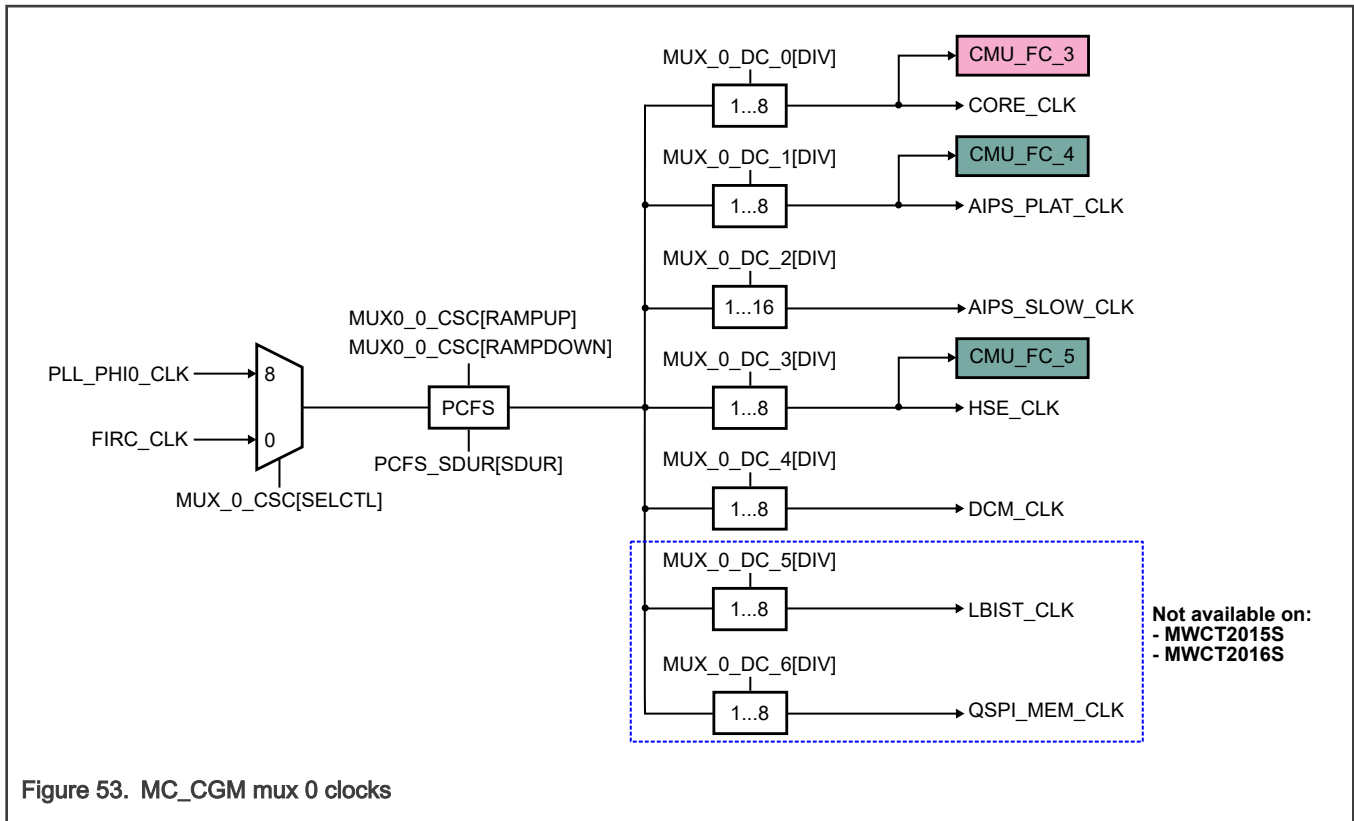 MUX_0_DC_0[DIV]
CMU_FC_3
1...8
CORE_CLK
MUX_0_DC_1[DIV]
CMU_FC_4
1...8
AIPS_PLAT_CLK
MUX_0_DC_2[DIV]
1...16
AIPS_SLOW_CLK
MUX0_0_CSC[RAMPUP]
MUX0_0_CSC[RAMPDOWN]
PLL_PHI0_CLK
8
FIRC_CLK
0
MUX_0_CSC[SELCTL]
PCFS
PCFS_SDUR[SDUR]
MUX_0_DC_3[DIV]
CMU_FC_5
1...8
HSE_CLK
MUX_0_DC_4[DIV]
1...8
DCM_CLK
MUX_0_DC_5[DIV]
1...8
LBIST_CLK
MUX_0_DC_6[DIV]
1...8
QSPI_MEM_CLK
Not available on:
- MWCT2015S
- MWCT2016S
Figure 53. MC_CGM mux 0 clocks